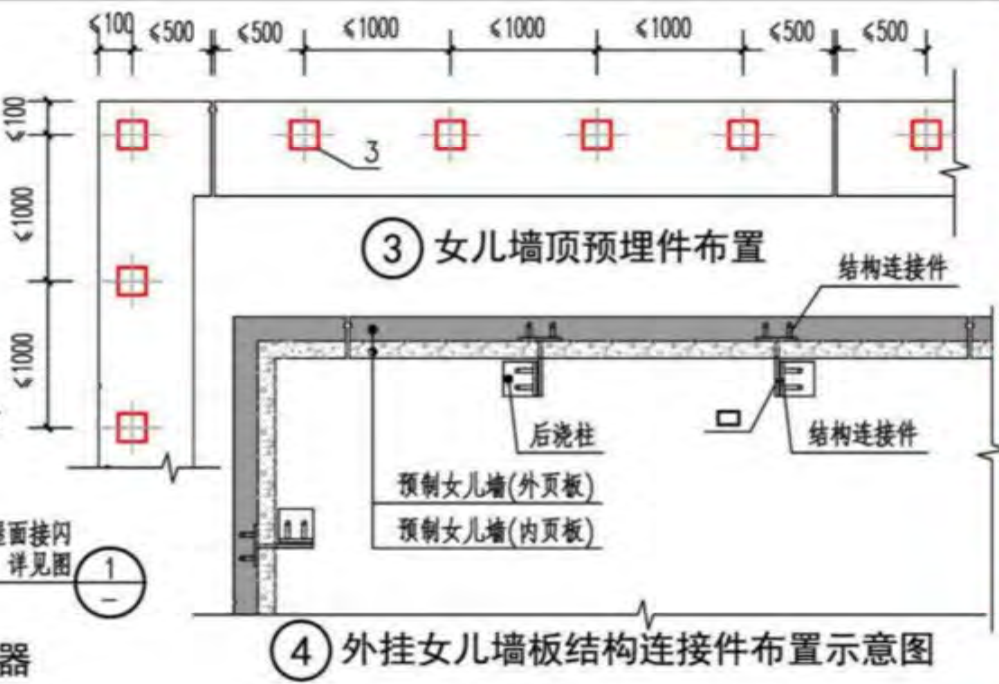 ≤100 ≤500 ≤500 ≤1000 ≤1000 ≤1000 ≤500 ≤500
≤100
3
≤1000
③ 女儿墙顶预埋件布置
结构连接件
≤1000
后浇柱
结构连接件
预制女儿墙(外页板)
预制女儿墙(内页板)
面接闪
详见图
1
-
器
④ 外挂女儿墙板结构连接件布置示意图